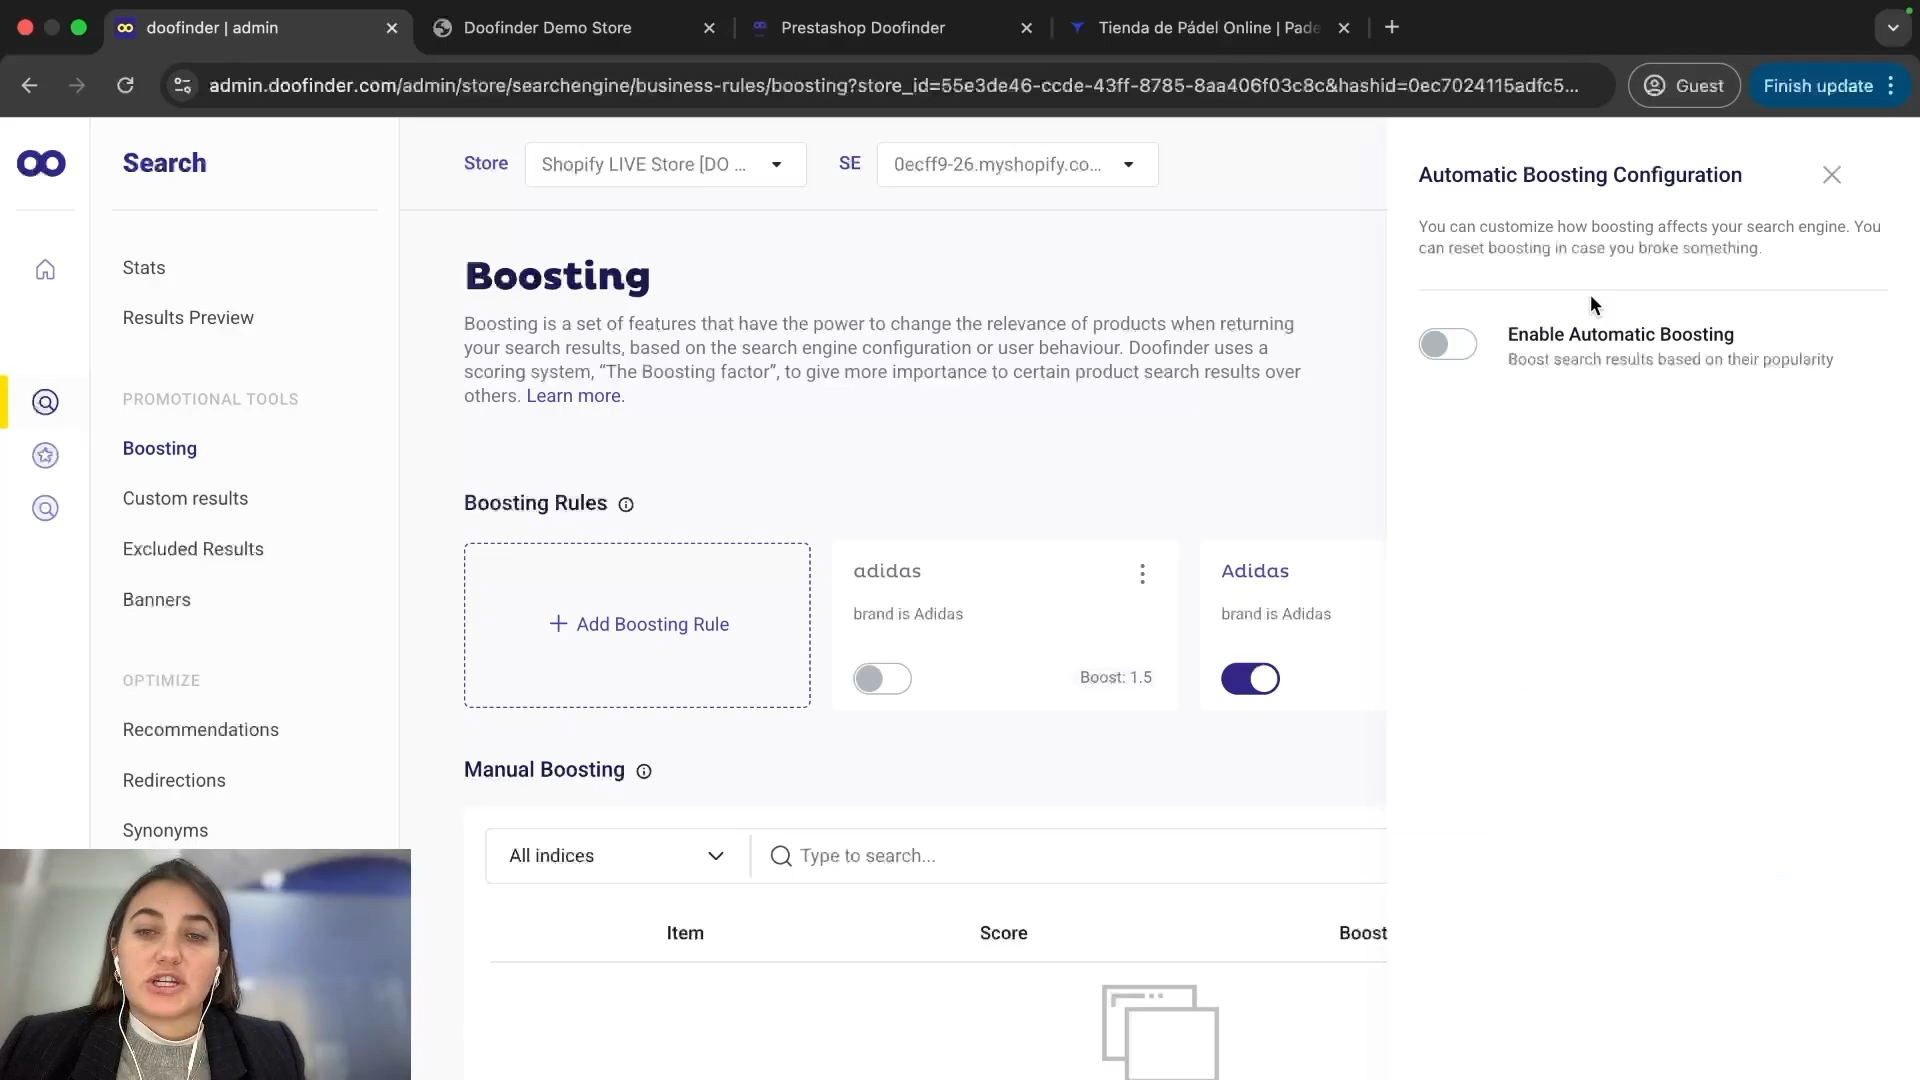 doofinder | admin
Doofinder Demo Store
Prestashop Doofinder
Tienda de Pádel Online | Pade
admin.doofinder.com/admin/store/searchengine/business-rules/boosting?store_id=55e3de46-ccde-43ff-8785-8aa406f03c8c&hashid=0ec7024115adfc5...
Guest
Finish update
Search
Stats
Results Preview
PROMOTIONAL TOOLS
Boosting
Custom results
Excluded Results
Banners
OPTIMIZE
Recommendations
Redirections
Synonyms
Store
Shopify LIVE Store [DO ...
SE
0ecff9-26.myshopify.co...
Boosting
Boosting is a set of features that have the power to change the relevance of products when returning
your search results, based on the search engine configuration or user behaviour. Doofinder uses a
scoring system, “The Boosting factor”, to give more importance to certain product search results over
others. Learn more.
Boosting Rules
+ Add Boosting Rule
adidas
brand is Adidas
Boost: 1.5
Adidas
brand is Adidas
Manual Boosting
All indices
Type to search...
Item
Score
Boost
Automatic Boosting Configuration
You can customize how boosting affects your search engine. You
can reset boosting in case you broke something.
Enable Automatic Boosting
Boost search results based on their popularity